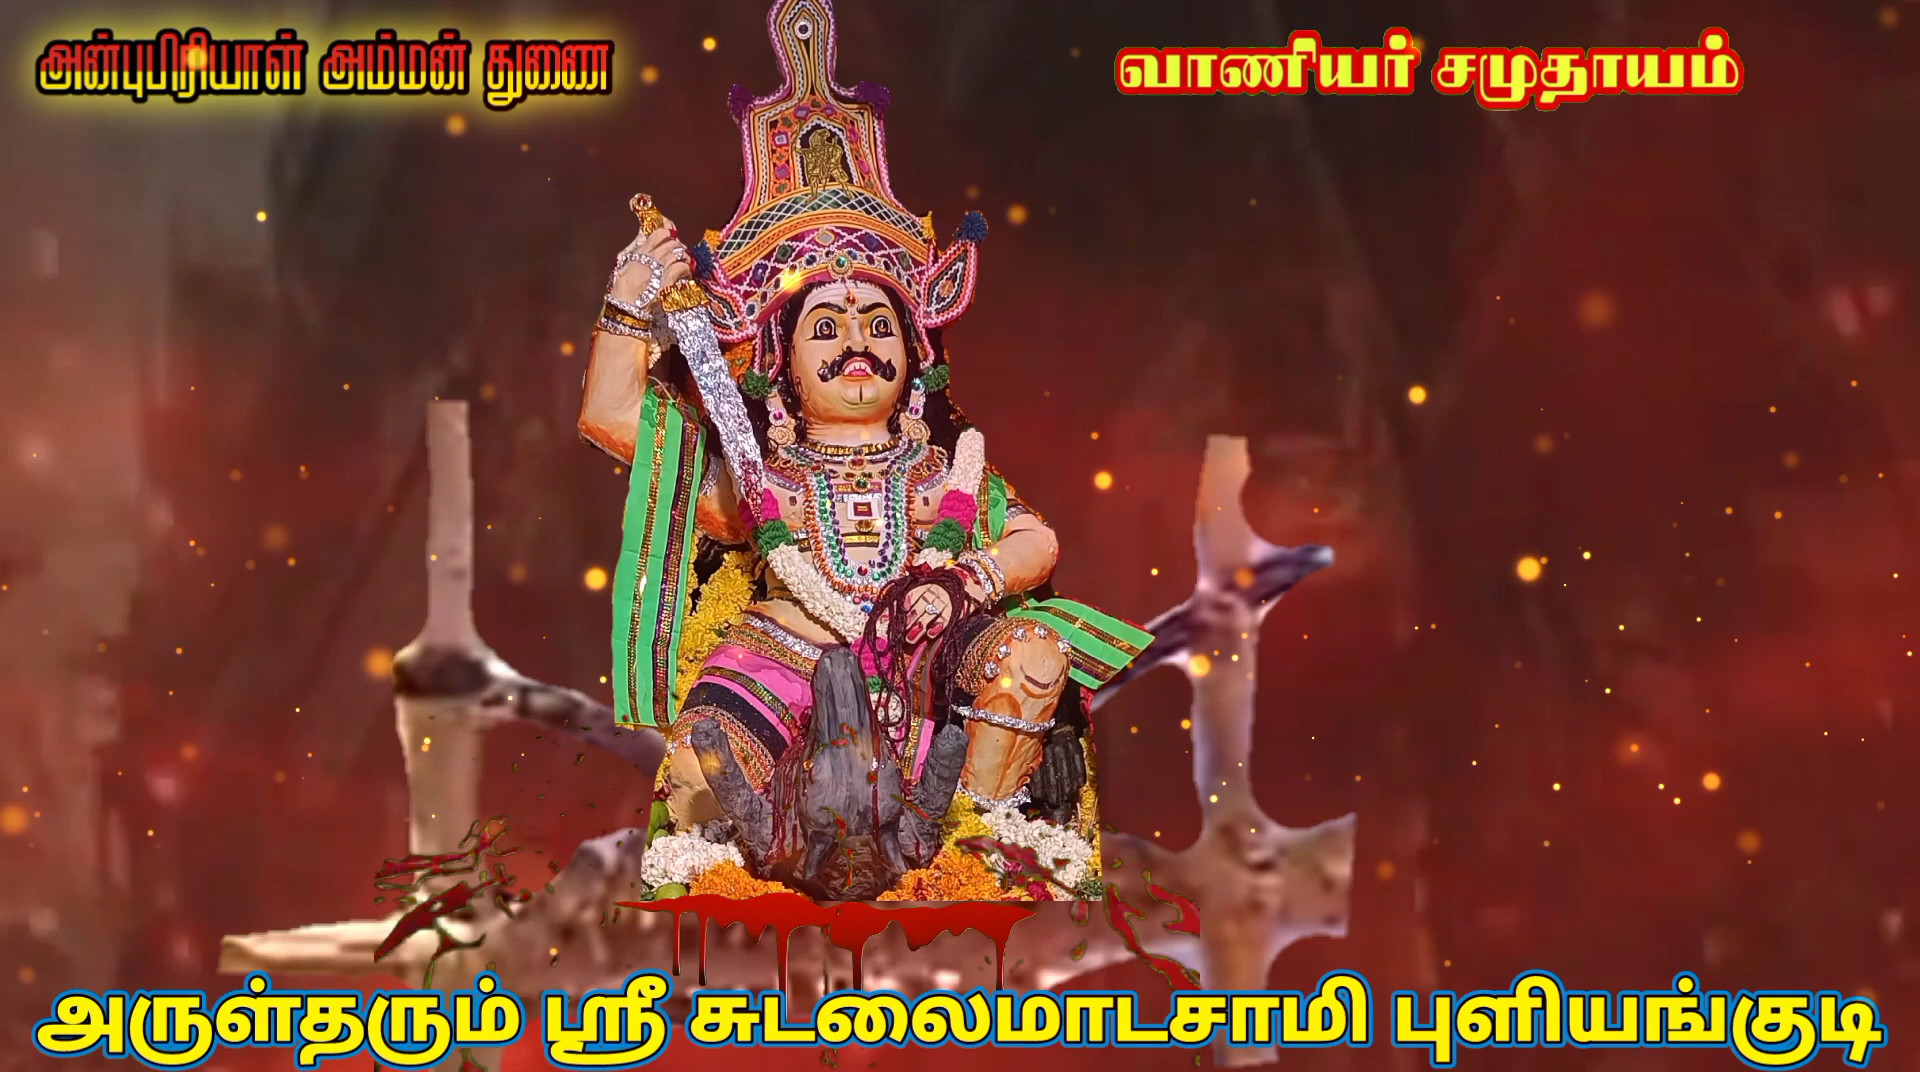 அன்புபிரியாள் அம்மன் துணை
வாணியர் சமுதாயம்
அருள்தரும் ஸ்ரீ சுடலைமாடசாமி புளியங்குடி